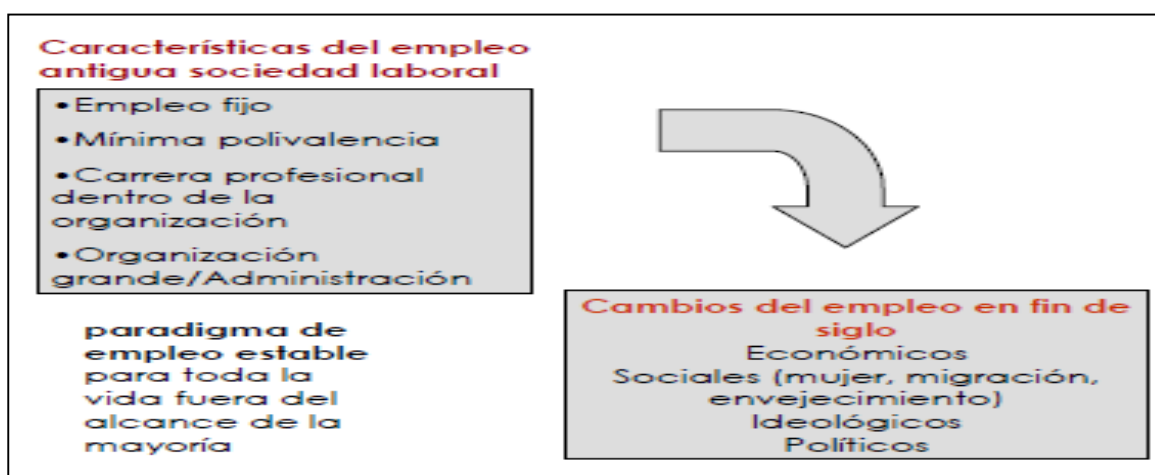 Características del empleo
antigua sociedad laboral
•Empleo fijo
•Mínima polivalencia
•Carrera profesional
dentro de la
organización
•Organización
grande/Administración
paradigma de
empleo estable
para toda la
vida fuera del
alcance de la
mayoría
Cambios del empleo en fin de
siglo
Económicos
Sociales (mujer, migración,
envejecimiento)
Ideológicos
Políticos